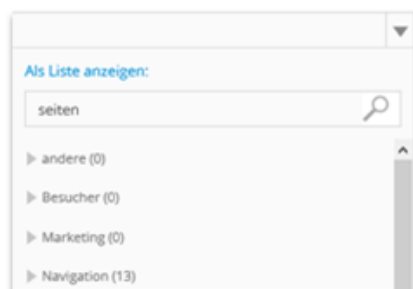 Als Liste anzeigen:
seiten
andere (0)
Besucher (0)
Marketing (0)
Navigation (13)